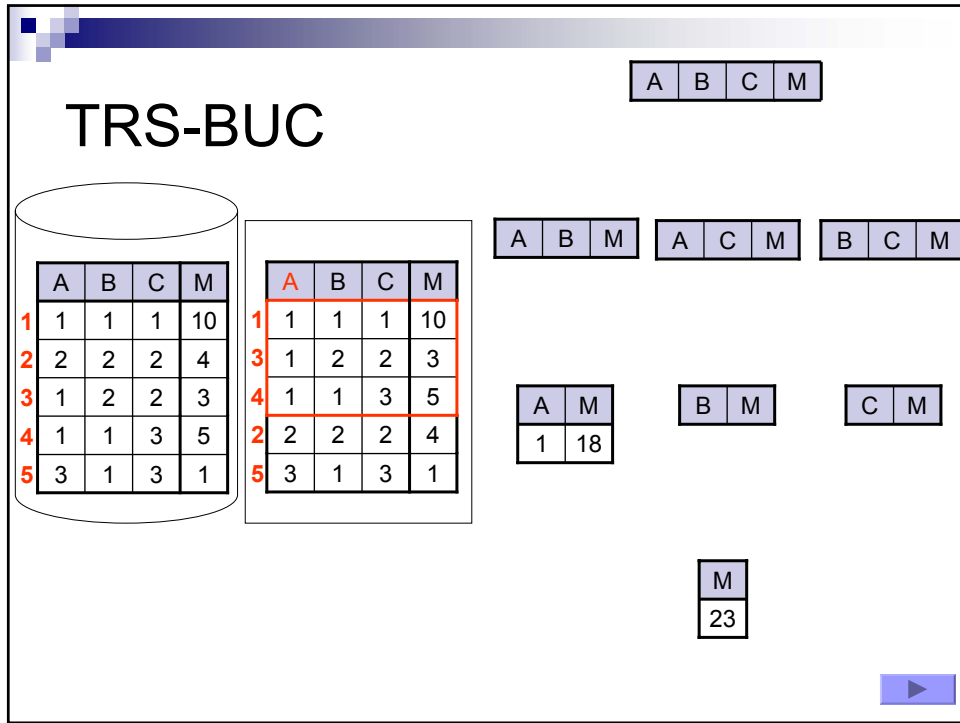 TRS-BUC
A B C M
A B M
A C M
B C M
A B C M
1 1 1 1 10
2 2 2 2 4
3 1 2 2 3
4 1 1 3 5
5 3 1 3 1
A B C M
1 1 1 1 10
3 1 2 2 3
4 1 1 3 5
2 2 2 2 4
5 3 1 3 1
A M
1 18
B M
C M
M
23